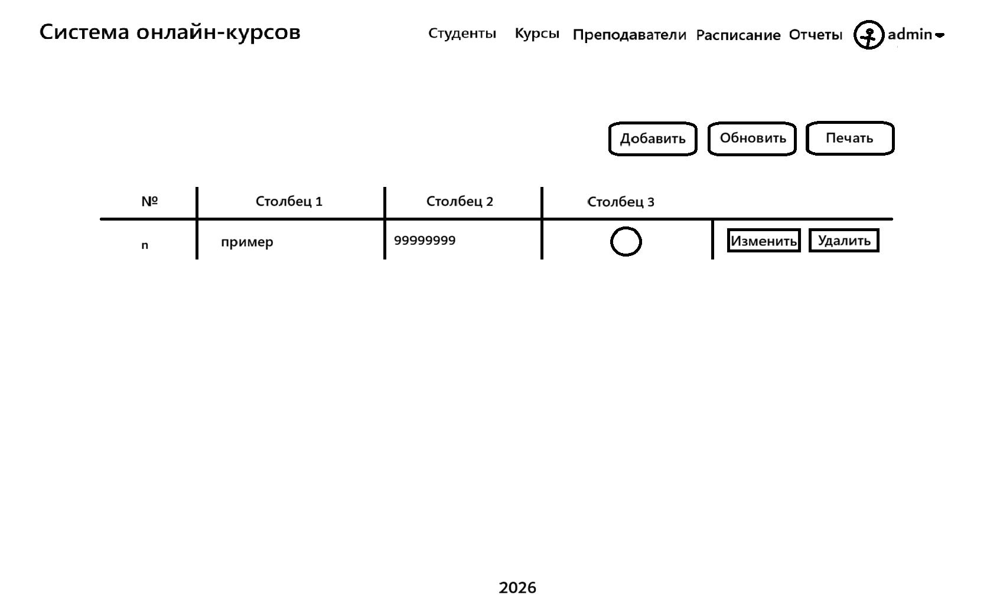 Система онлайн-курсов Студенты Курсы Преподаватели Расписание Отчеты admin
Добавить Обновить Печать
№ Столбец 1 Столбец 2 Столбец 3
n пример 99999999 Изменить Удалить
2026